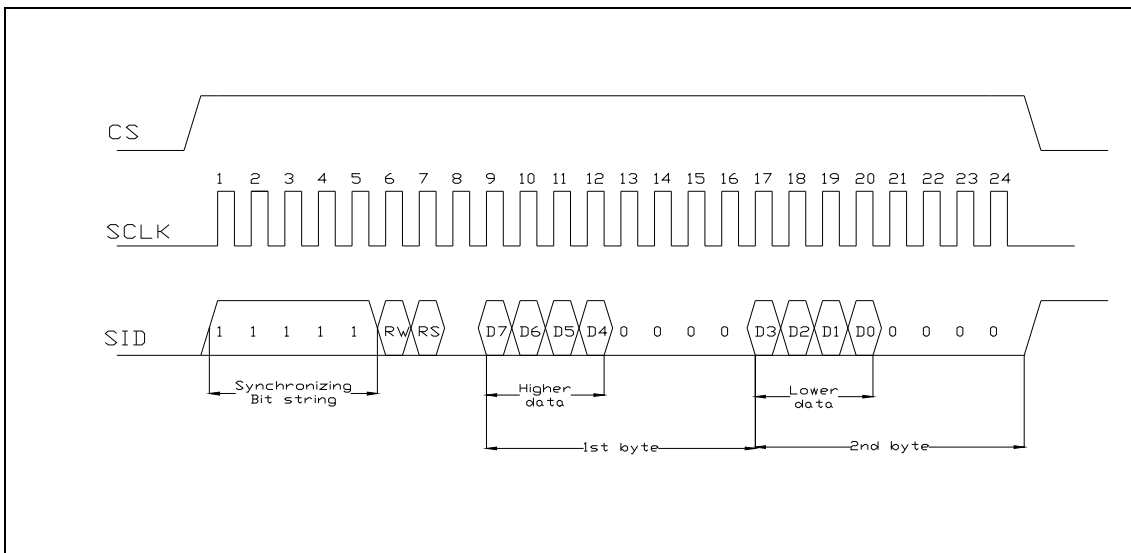 CS
1 2 3 4 5 6 7 8 9 10 11 12 13 14 15 16 17 18 19 20 21 22 23 24
SCLK
SID
1 1 1 1 1 RW RS D7 D6 D5 D4 0 0 0 0 D3 D2 D1 D0 0 0 0 0
Synchronizing
Bit string
Higher
data
Lower
data
1st byte
2nd byte